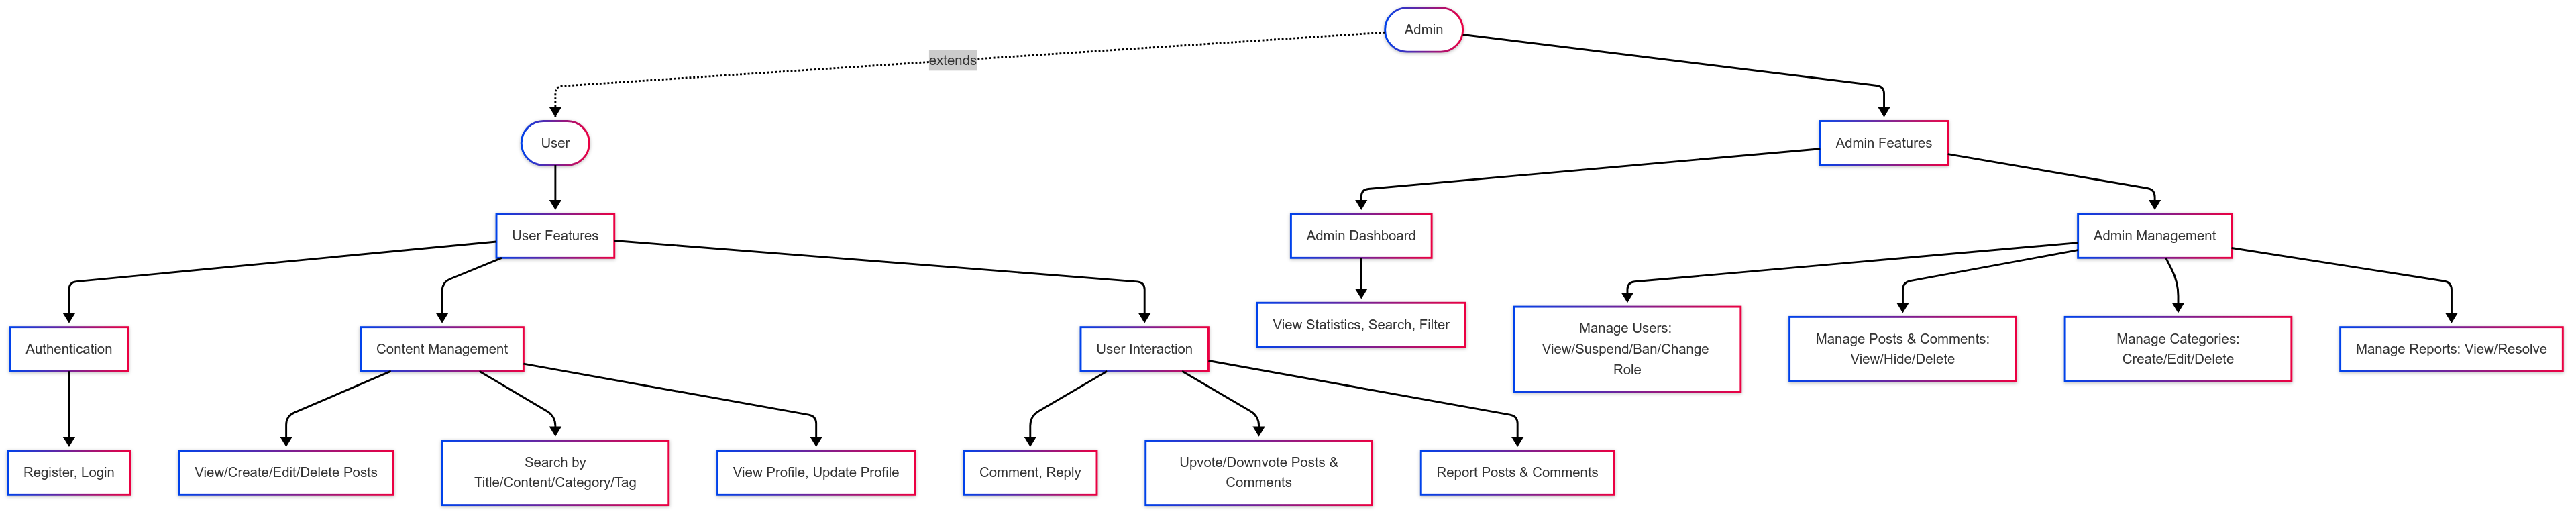 Admin
extends
User
Admin Features
User Features
Admin Dashboard
Admin Management
Authentication
Content Management
User Interaction
View Statistics, Search, Filter
Manage Users:
View/Suspend/Ban/Change
Role
Manage Posts & Comments:
View/Hide/Delete
Manage Categories:
Create/Edit/Delete
Manage Reports: View/Resolve
Register, Login
View/Create/Edit/Delete Posts
Search by
Title/Content/Category/Tag
View Profile, Update Profile
Comment, Reply
Upvote/Downvote Posts &
Comments
Report Posts & Comments